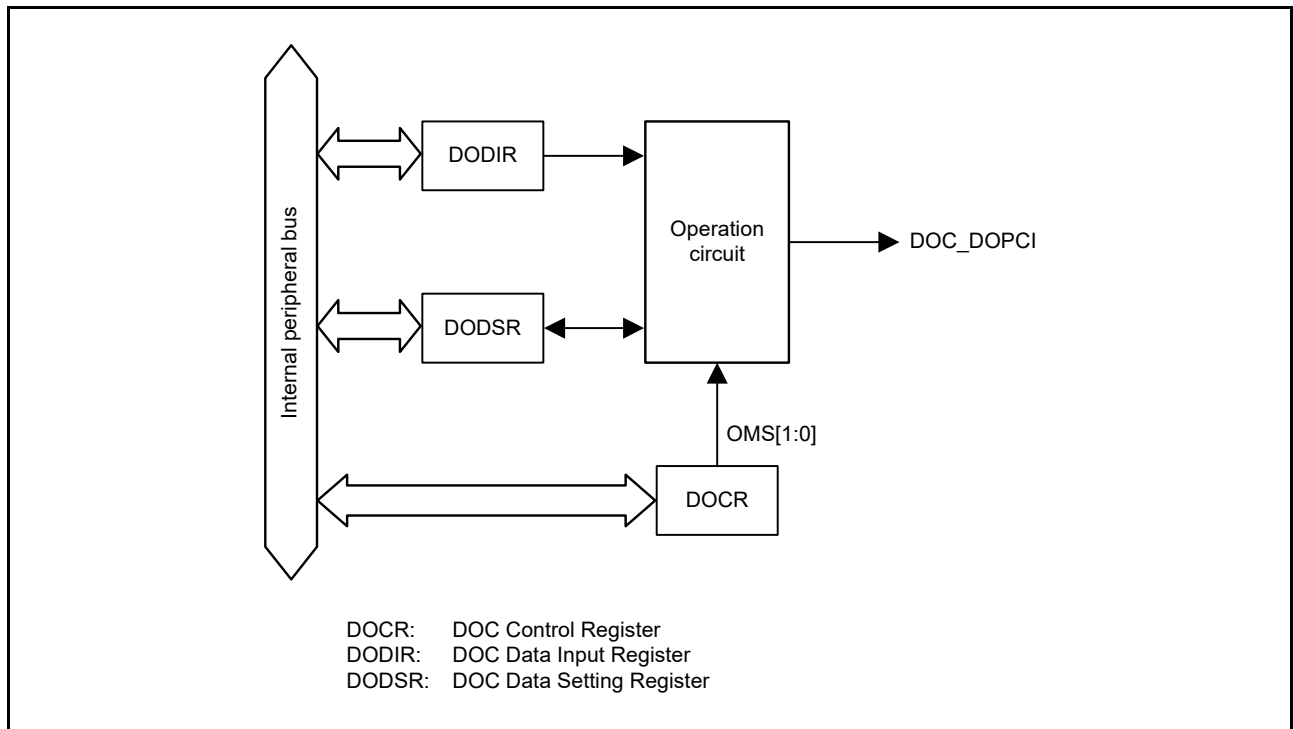 Internal peripheral bus
DODIR
DODSR
Operation
circuit
DOC_DOPCI
OMS[1:0]
DOCR
DOCR: DOC Control Register
DODIR: DOC Data Input Register
DODSR: DOC Data Setting Register